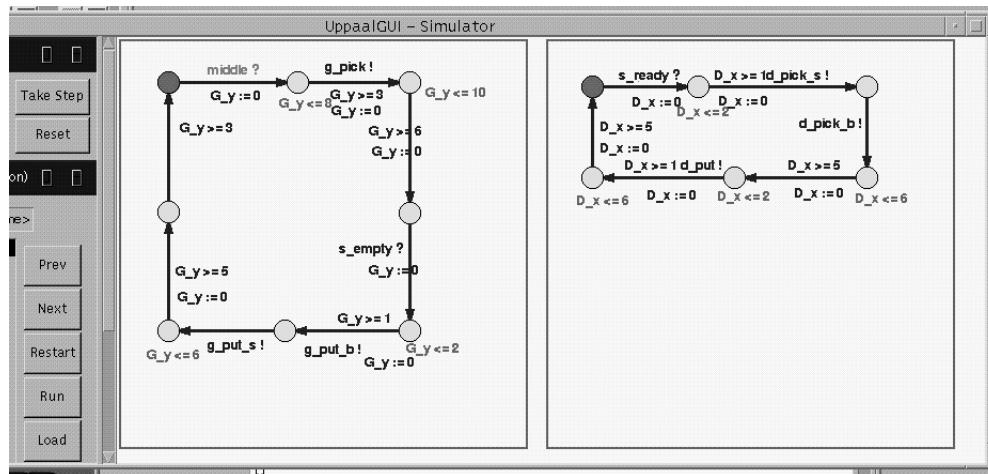 UppaalGUI – Simulator
Take Step
Reset
on)
me>
Prev
Next
Restart
Run
Load
middle ?
g_pick !
G_y:=0
G_y<=8
G_y>=3
G_y:=0
G_y<=10
G_y>=3
G_y>=6
G_y:=0
s_empty ?
G_y:=0
G_y>=5
G_y:=0
G_y>=1
G_y<=6
g_put_s !
g_put_b!
G_y<=2
G_y:=0
s_ready ?
D_x >= 1d_pick_s !
D_x :=0
D_x <=2
D_x :=0
D_x >=5
D_x :=0
d_pick_b !
D_x >= 1 d_put !
D_x >=5
D_x <=6
D_x :=0
D_x <=2
D_x :=0
D_x <=6